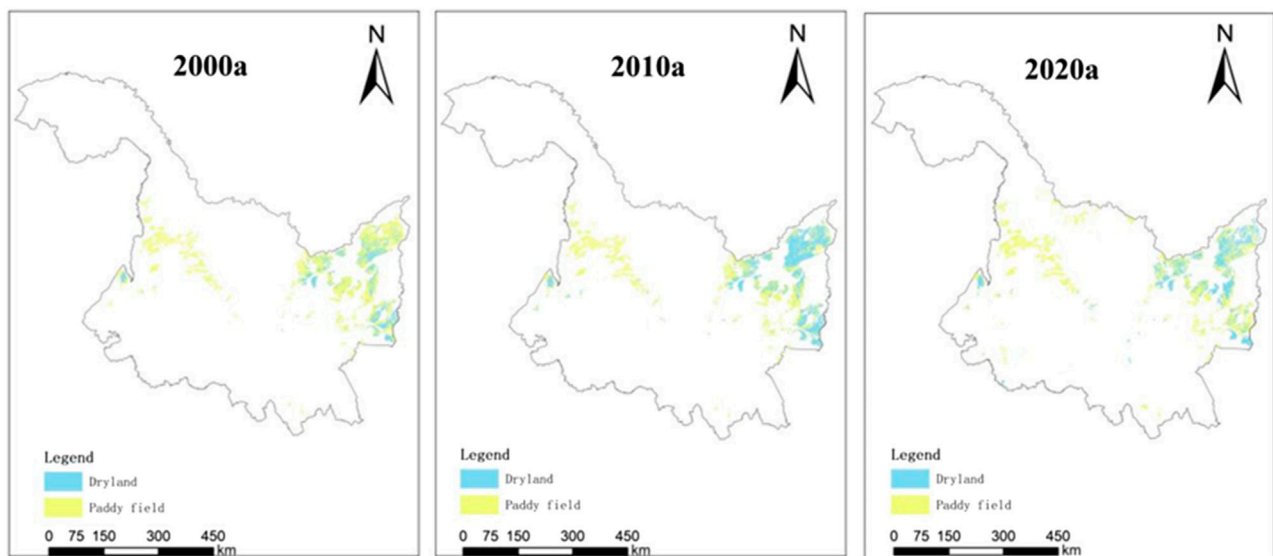 N
2000a
Legend
Dryland
Paddy field
0 75 150 300 450
km
N
2010a
Legend
Dryland
Paddy field
0 75 150 300 450
km
N
2020a
Legend
Dryland
Paddy field
0 75 150 300 450
km